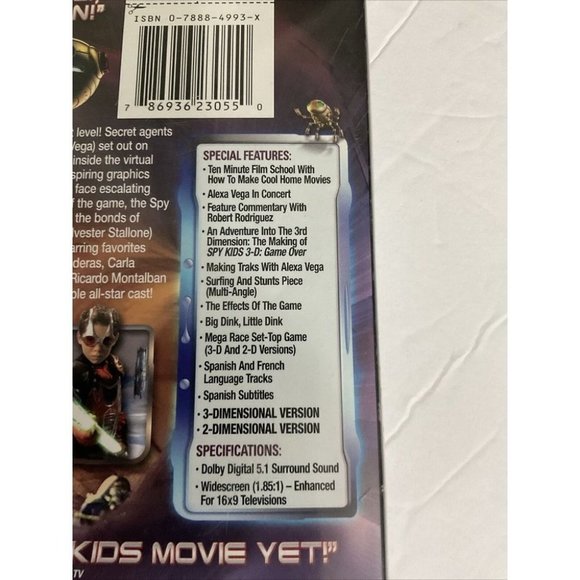 N!"
ISBN 0-7888-4993-X
7 86936 23055 0
level! Secret agents
Vega) set out on
inside the virtual
spiring graphics
face escalating
f the game, the Spy
the bonds of
lvester Stallone)
arring favorites
deras, Carla
Ricardo Montalban
ble all-star cast!
SPECIAL FEATURES:
• Ten Minute Film School With
How To Make Cool Home Movies
• Alexa Vega In Concert
• Feature Commentary With
Robert Rodriguez
• An Adventure Into The 3rd
Dimension: The Making of
SPY KIDS 3-D: Game Over
• Making Traks With Alexa Vega
• Surfing And Stunts Piece
(Multi-Angle)
• The Effects Of The Game
• Big Dink, Little Dink
• Mega Race Set-Top Game
(3-D And 2-D Versions)
• Spanish And French
Language Tracks
• Spanish Subtitles
• 3-DIMENSIONAL VERSION
• 2-DIMENSIONAL VERSION
SPECIFICATIONS:
• Dolby Digital 5.1 Surround Sound
• Widescreen (1.85:1) – Enhanced
For 16x9 Televisions
KIDS MOVIE YET!"
TV